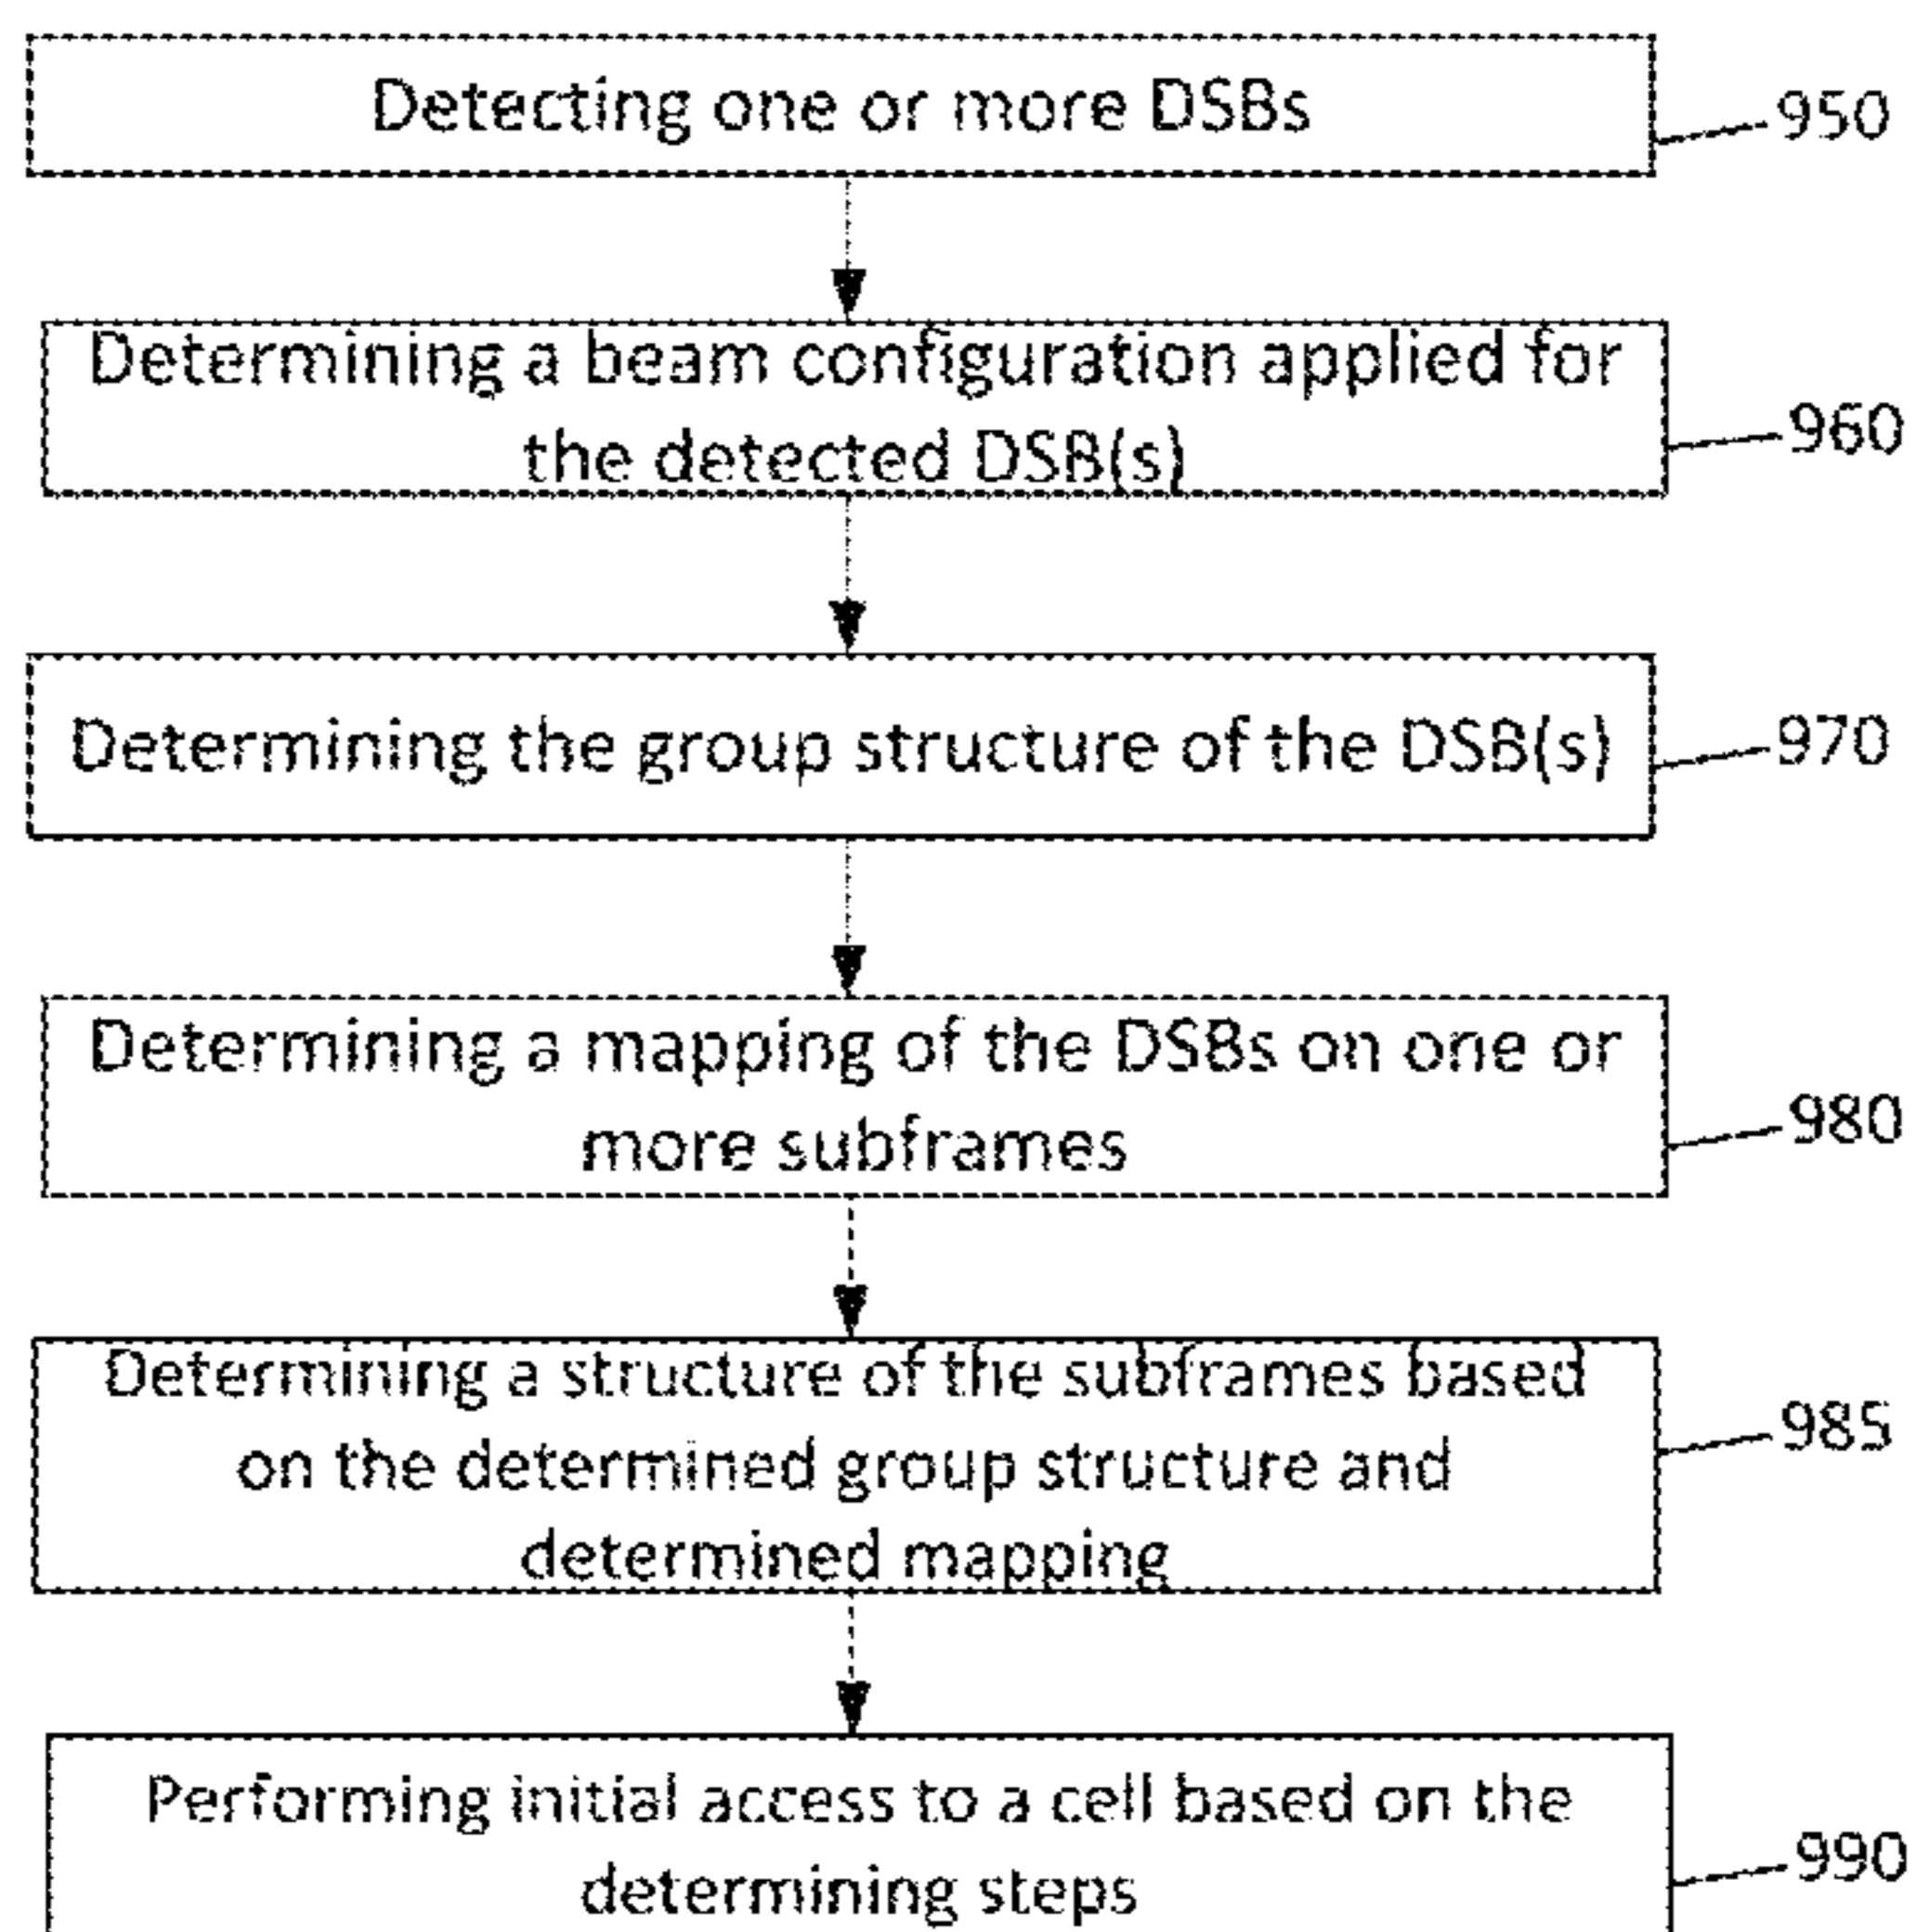 Detecting one or more DSBs
950
Determining a beam configuration applied for
the detected DSB(s)
960
Determining the group structure of the DSB(s)
970
Determining a mapping of the DSBs on one or
more subframes
980
Determining a structure of the subframes based
on the determined group structure and
determined mapping
985
Performing initial access to a cell based on the
determining steps
990